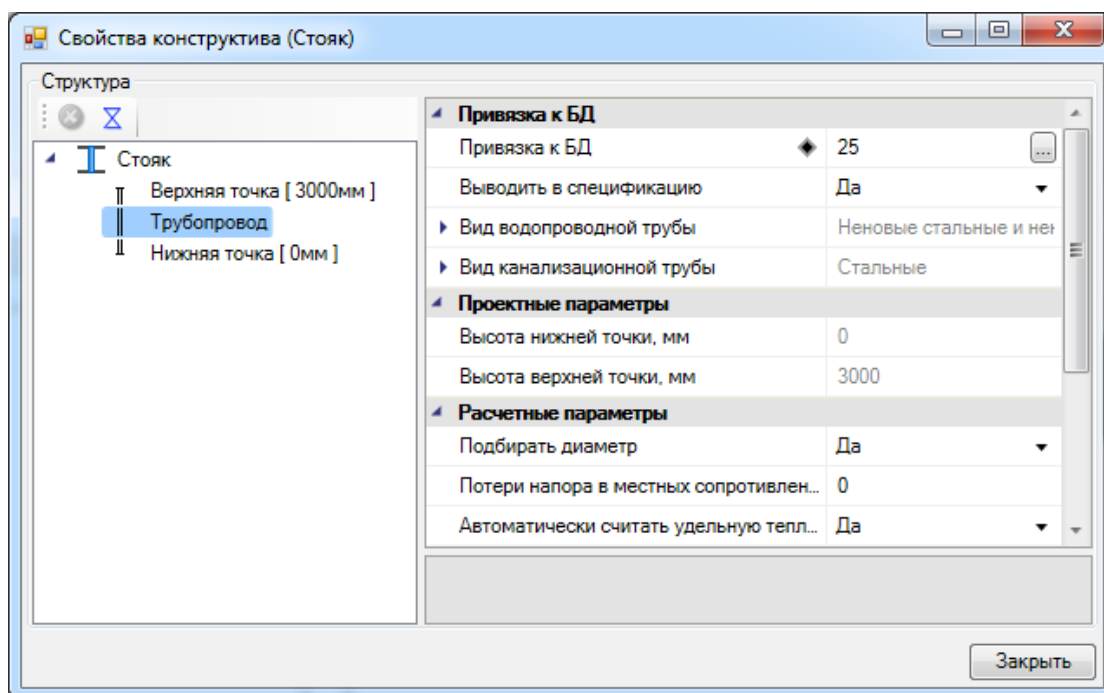 Свойства конструктива (Стояк)
Структура
Стояк
Верхняя точка [ 3000мм ]
Трубопровод
Нижняя точка [ 0мм ]
Привязка к БД
Привязка к БД 25 ...
Выводить в спецификацию Да
Вид водопроводной трубы Неновые стальные и
Вид канализационной трубы Стальные
Проектные параметры
Высота нижней точки, мм 0
Высота верхней точки, мм 3000
Расчетные параметры
Подбирать диаметр Да
Потери напора в местных сопротивлен... 0
Автоматически считать удельную тепл... Да
Закрыть